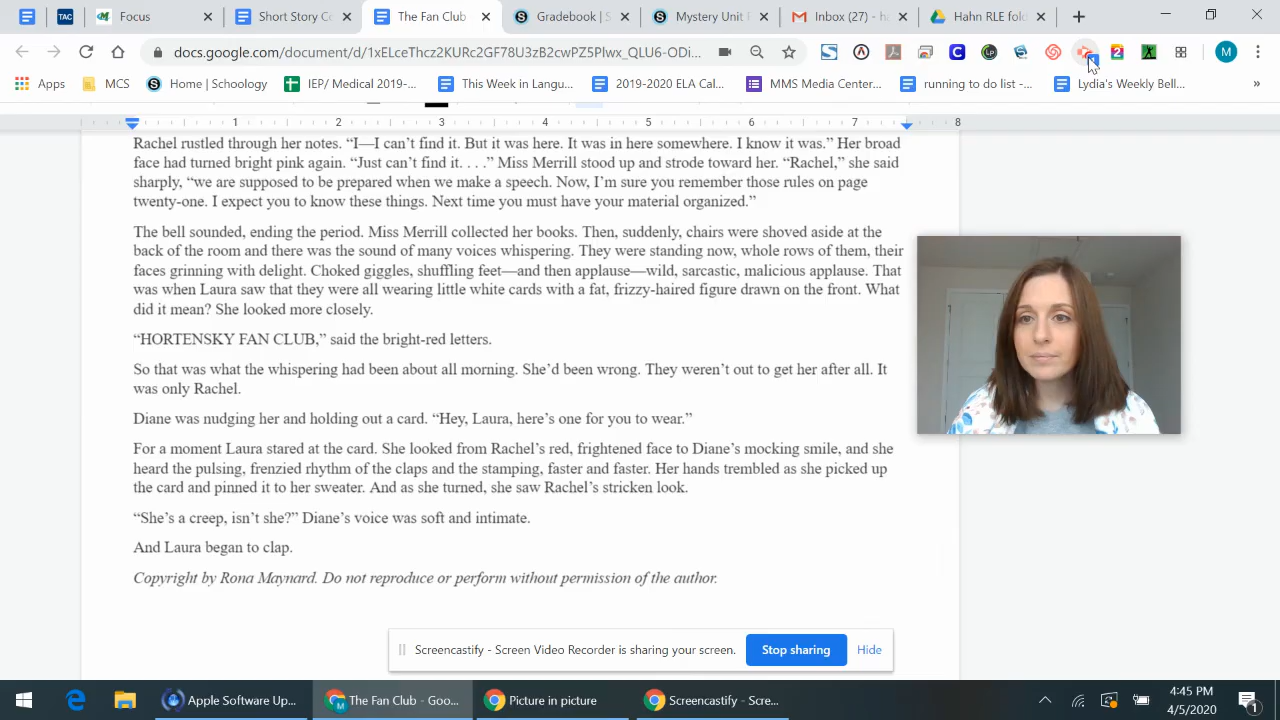 Focus
Short Story Co
The Fan Club
Gradebook | S
Mystery Unit F
Inbox (27) - ha
Hahn RLE fold
docs.google.com/document/d/1xELceThcz2KURc2GF78U3zB2cwPZ5PIwx_QLU6-ODi...
Apps
MCS
Home | Schoology
IEP/Medical 2019-...
This Week in Langu...
2019-2020 ELA Cal...
MMS Media Center...
running to do list -...
Lydia's Weekly Bell...
»
1 2 3 4 5 6 7 8
Rachel rustled through her notes. “I—I can’t find it. But it was here. It was in here somewhere. I know it was.” Her broad
face had turned bright pink again. “Just can’t find it. . . .” Miss Merrill stood up and strode toward her. “Rachel,” she said
sharply, “we are supposed to be prepared when we make a speech. Now, I’m sure you remember those rules on page
twenty-one. I expect you to know these things. Next time you must have your material organized.”
The bell sounded, ending the period. Miss Merrill collected her books. Then, suddenly, chairs were shoved aside at the
back of the room and there was the sound of many voices whispering. They were standing now, whole rows of them, their
faces grinning with delight. Choked giggles, shuffling feet—and then applause—wild, sarcastic, malicious applause. That
was when Laura saw that they were all wearing little white cards with a fat, frizzy-haired figure drawn on the front. What
did it mean? She looked more closely.
“HORTENSKY FAN CLUB,” said the bright-red letters.
So that was what the whispering had been about all morning. She’d been wrong. They weren’t out to get her after all. It
was only Rachel.
Diane was nudging her and holding out a card. “Hey, Laura, here’s one for you to wear.”
For a moment Laura stared at the card. She looked from Rachel’s red, frightened face to Diane’s mocking smile, and she
heard the pulsing, frenzied rhythm of the claps and the stamping, faster and faster. Her hands trembled as she picked up
the card and pinned it to her sweater. And as she turned, she saw Rachel’s stricken look.
“She’s a creep, isn’t she?” Diane’s voice was soft and intimate.
And Laura began to clap.
Copyright by Rona Maynard. Do not reproduce or perform without permission of the author.
Screencastify - Screen Video Recorder is sharing your screen.
Stop sharing
Hide
Apple Software Up...
The Fan Club - Goo...
Picture in picture
Screencastify - Scre...
4:45 PM
4/5/2020